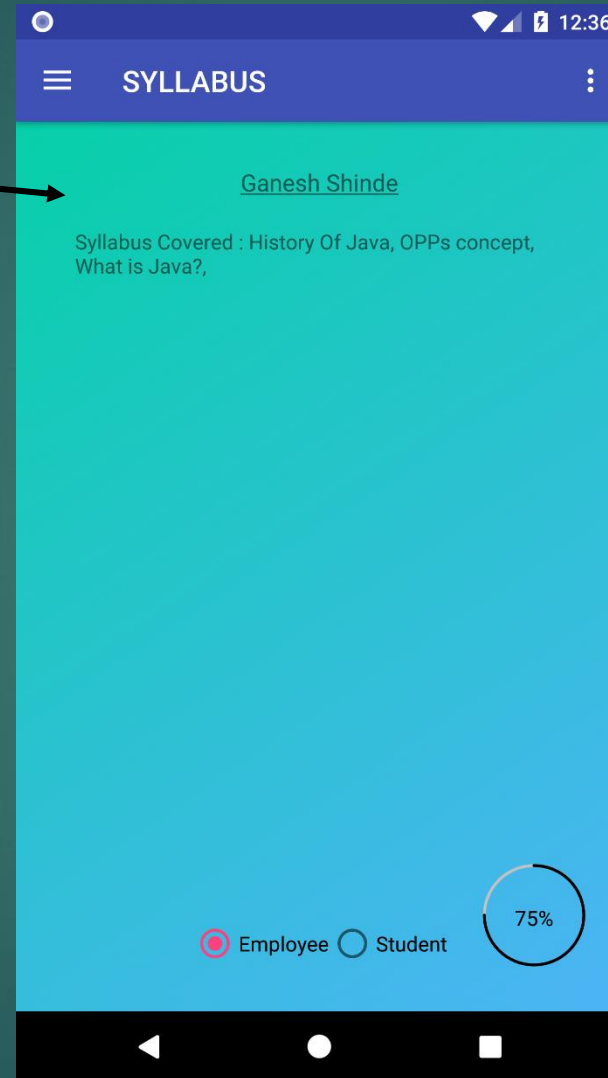 12:36
SYLLABUS
Ganesh Shinde
Syllabus Covered : History Of Java, OPPs concept,
What is Java?,
75%
Employee Student